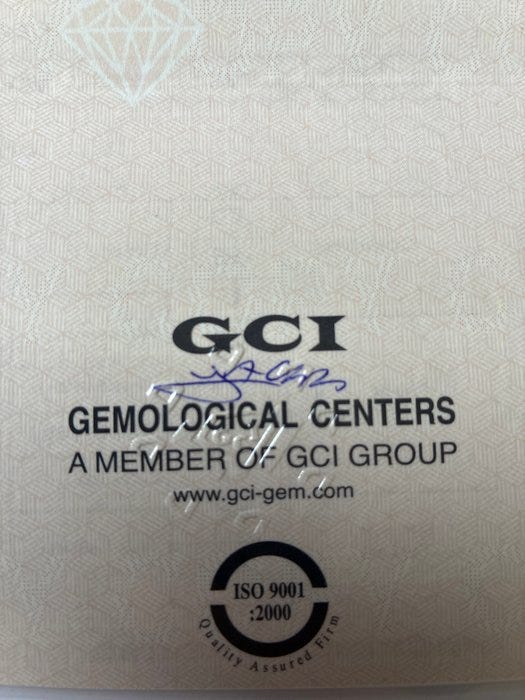 GCI
GEMOLOGICAL CENTERS
A MEMBER OF GCI GROUP
www.gci-gem.com
ISO 9001
:2000
Quality Assured Firm